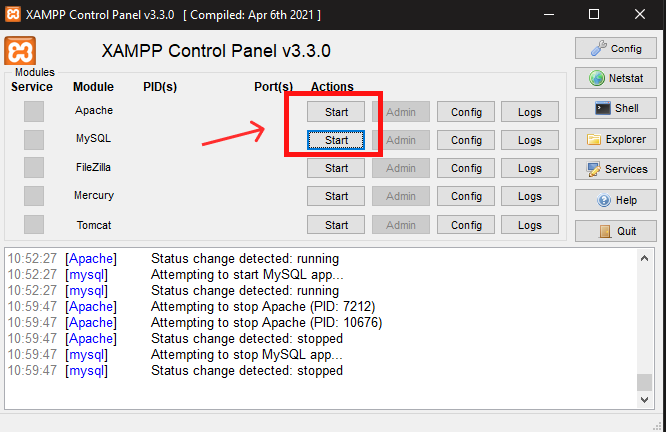 XAMPP Control Panel v3.3.0 [ Compiled: Apr 6th 2021 ]
XAMPP Control Panel v3.3.0
Config
Modules
Service Module PID(s) Port(s) Actions
Netstat
Apache Start Admin Config Logs
Shell
MySQL Start Admin Config Logs
Explorer
FileZilla Start Admin Config Logs
Services
Mercury Start Admin Config Logs
Help
Tomcat Start Admin Config Logs
Quit
10:52:27 [Apache] Status change detected: running
10:52:27 [mysql] Attempting to start MySQL app...
10:52:27 [mysql] Status change detected: running
10:59:47 [Apache] Attempting to stop Apache (PID: 7212)
10:59:47 [Apache] Attempting to stop Apache (PID: 10676)
10:59:47 [Apache] Status change detected: stopped
10:59:47 [mysql] Attempting to stop MySQL app...
10:59:47 [mysql] Status change detected: stopped